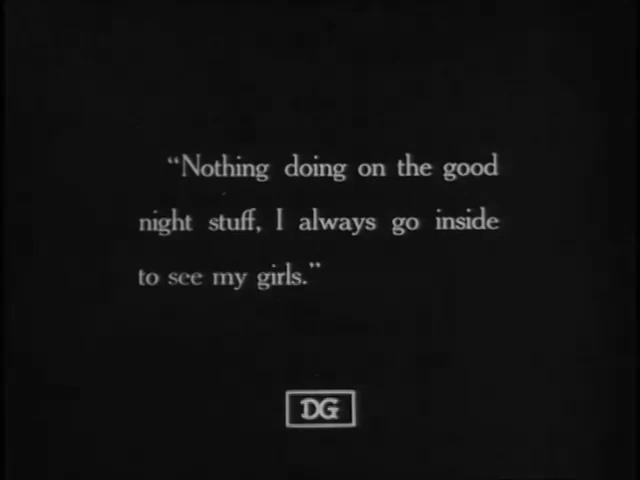 “Nothing doing on the good
night stuff, I always go inside
to see my girls.”
DG